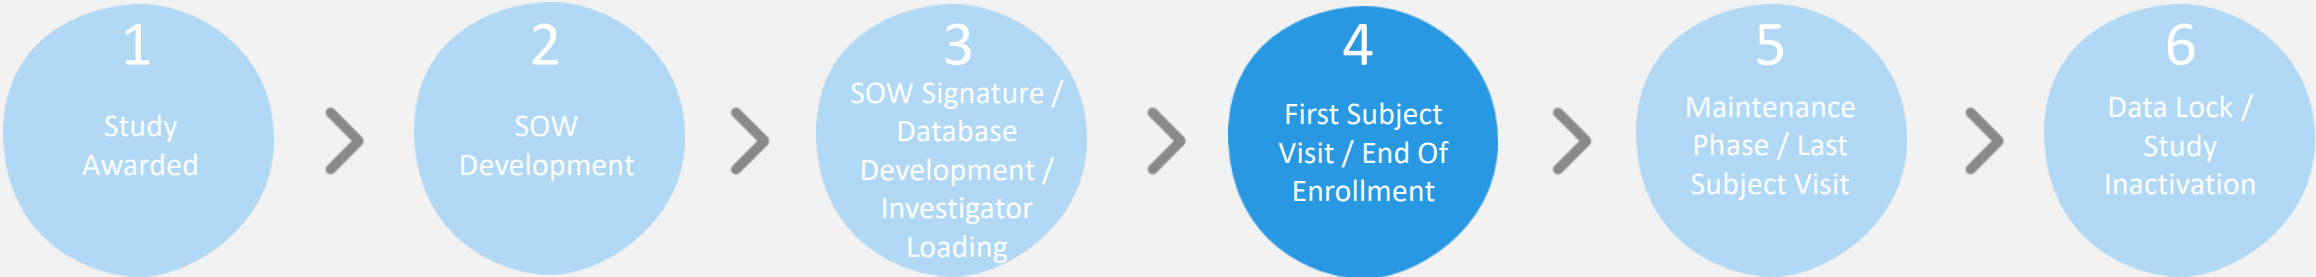 1
Study
Awarded
2
SOW
Development
3
SOW Signature /
Database
Development /
Investigator
Loading
4
First Subject
Visit / End Of
Enrollment
5
Maintenance
Phase / Last
Subject Visit
6
Data Lock /
Study
Inactivation